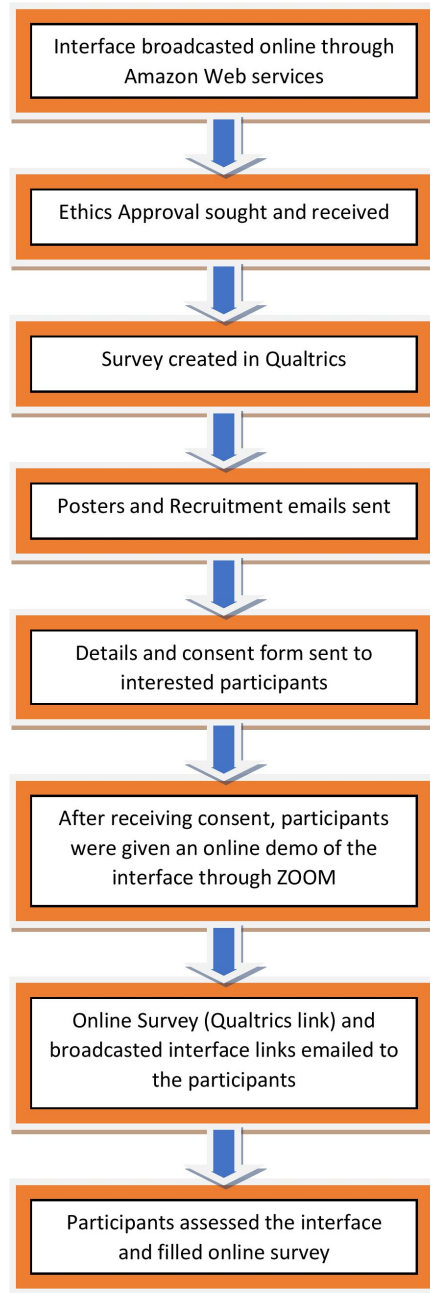 Interface broadcasted online through
Amazon Web services
Ethics Approval sought and received
Survey created in Qualtrics
Posters and Recruitment emails sent
Details and consent form sent to
interested participants
After receiving consent, participants
were given an online demo of the
interface through ZOOM
Online Survey (Qualtrics link) and
broadcasted interface links emailed to
the participants
Participants assessed the interface
and filled online survey